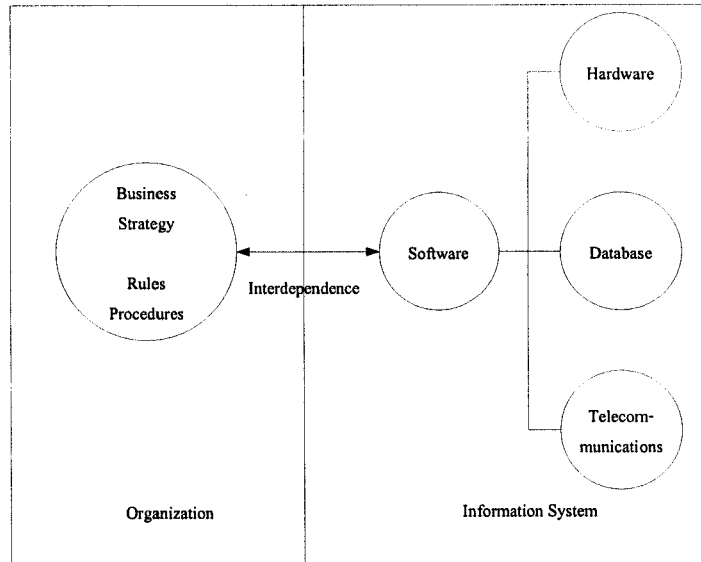 Hardware
Business
Strategy
Rules
Procedures
Interdependence
Software
Database
Telecom-
munications
Organization
Information System